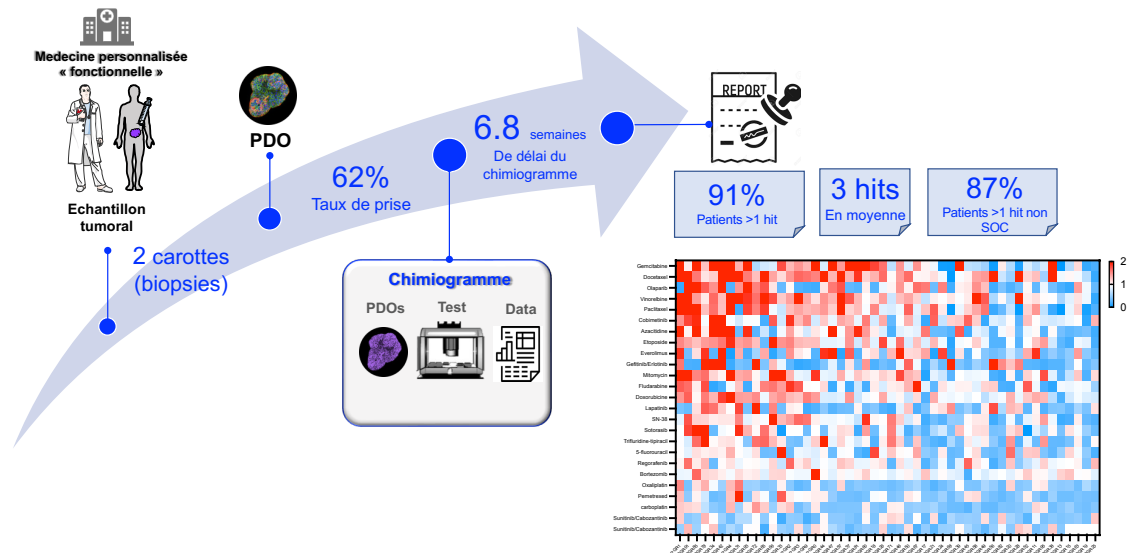 Medecine personnalisée
« fonctionnelle »
Echantillon
tumoral
2 carottes
(biopsies)
PDO
62%
Taux de prise
6.8 semaines
De délai du
chimiogramme
Chimiogramme
PDOs
Test
Data
REPORT
91%
Patients >1 hit
3 hits
En moyenne
87%
Patients >1 hit non
SOC
Gemcitabine
Docetaxel
Olaparib
Vinorelbine
Paclitaxel
Cobimetinib
Azacitidine
Etoposide
Everolimus
Gefitinib/Erlotinib
Mitomycin
Fludarabine
Doxorubicine
Lapatinib
SN-38
Sotorasib
Trifluridine-tipiracil
5-fluorouracil
Regorafenib
Bortezomib
Oxaliplatin
Pemetrexed
carboplatin
Sunitinib/Cabozantinib
Sunitinib/Cabozantinib
2
1
0